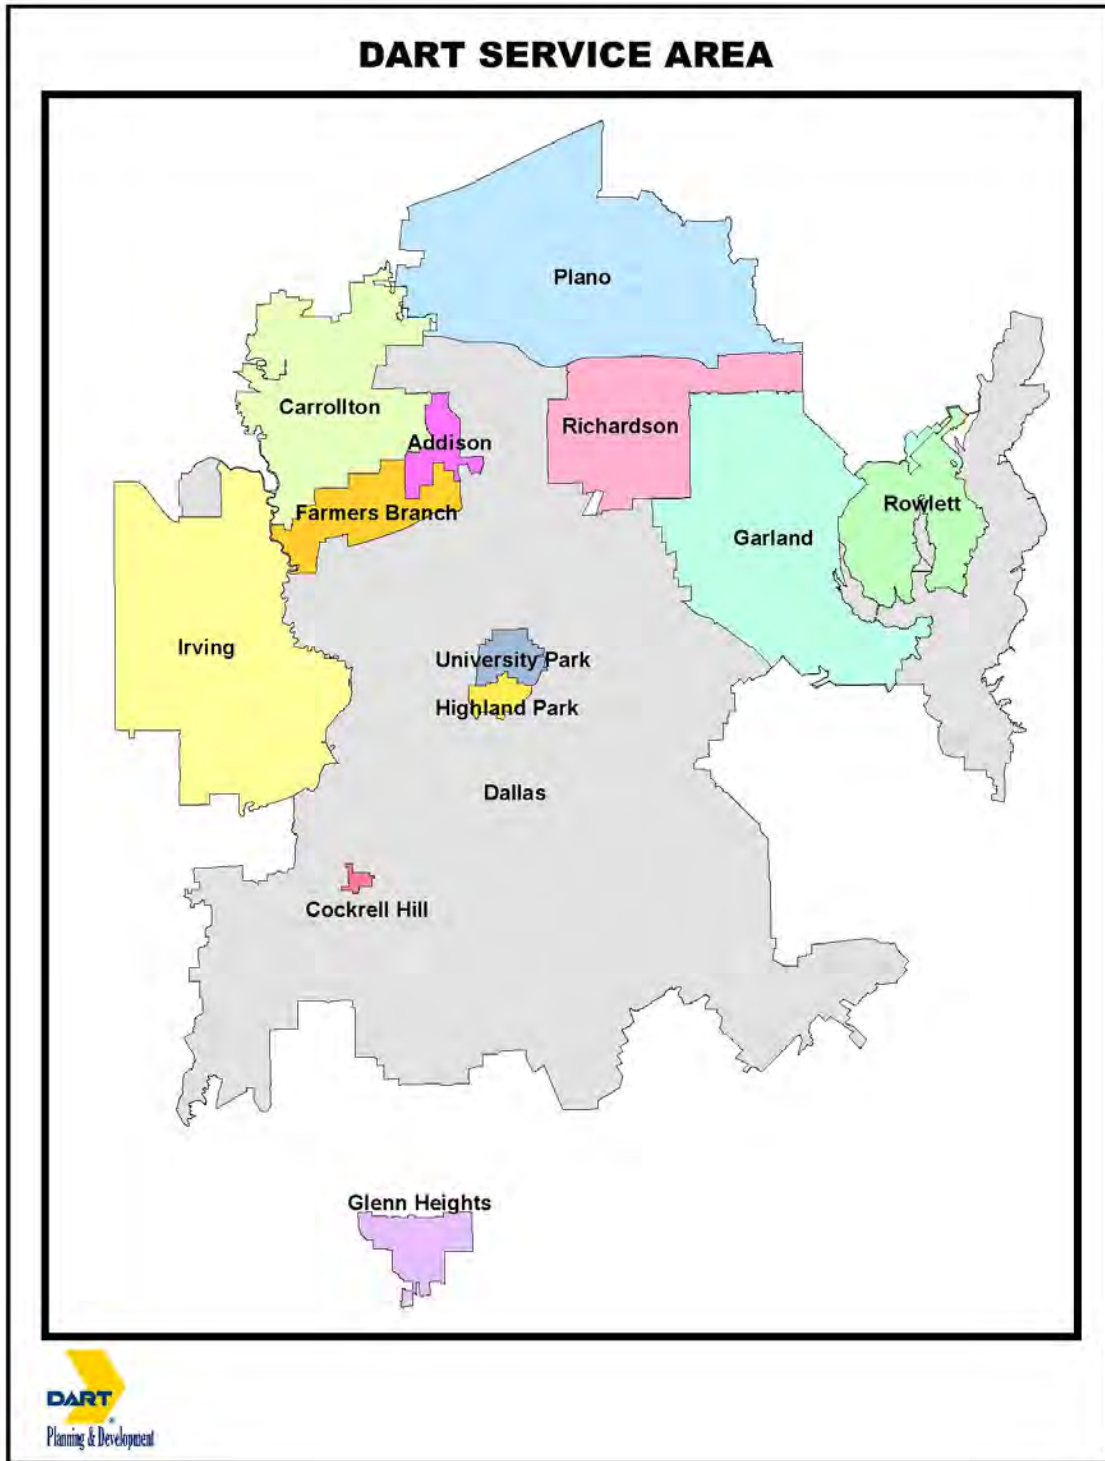 DART SERVICE AREA
Plano
Carrollton
Addison
Richardson
Farmers Branch
Rowlett
Garland
Irving
University Park
Highland Park
Dallas
Cockrell Hill
Glenn Heights
DART
Planning & Development